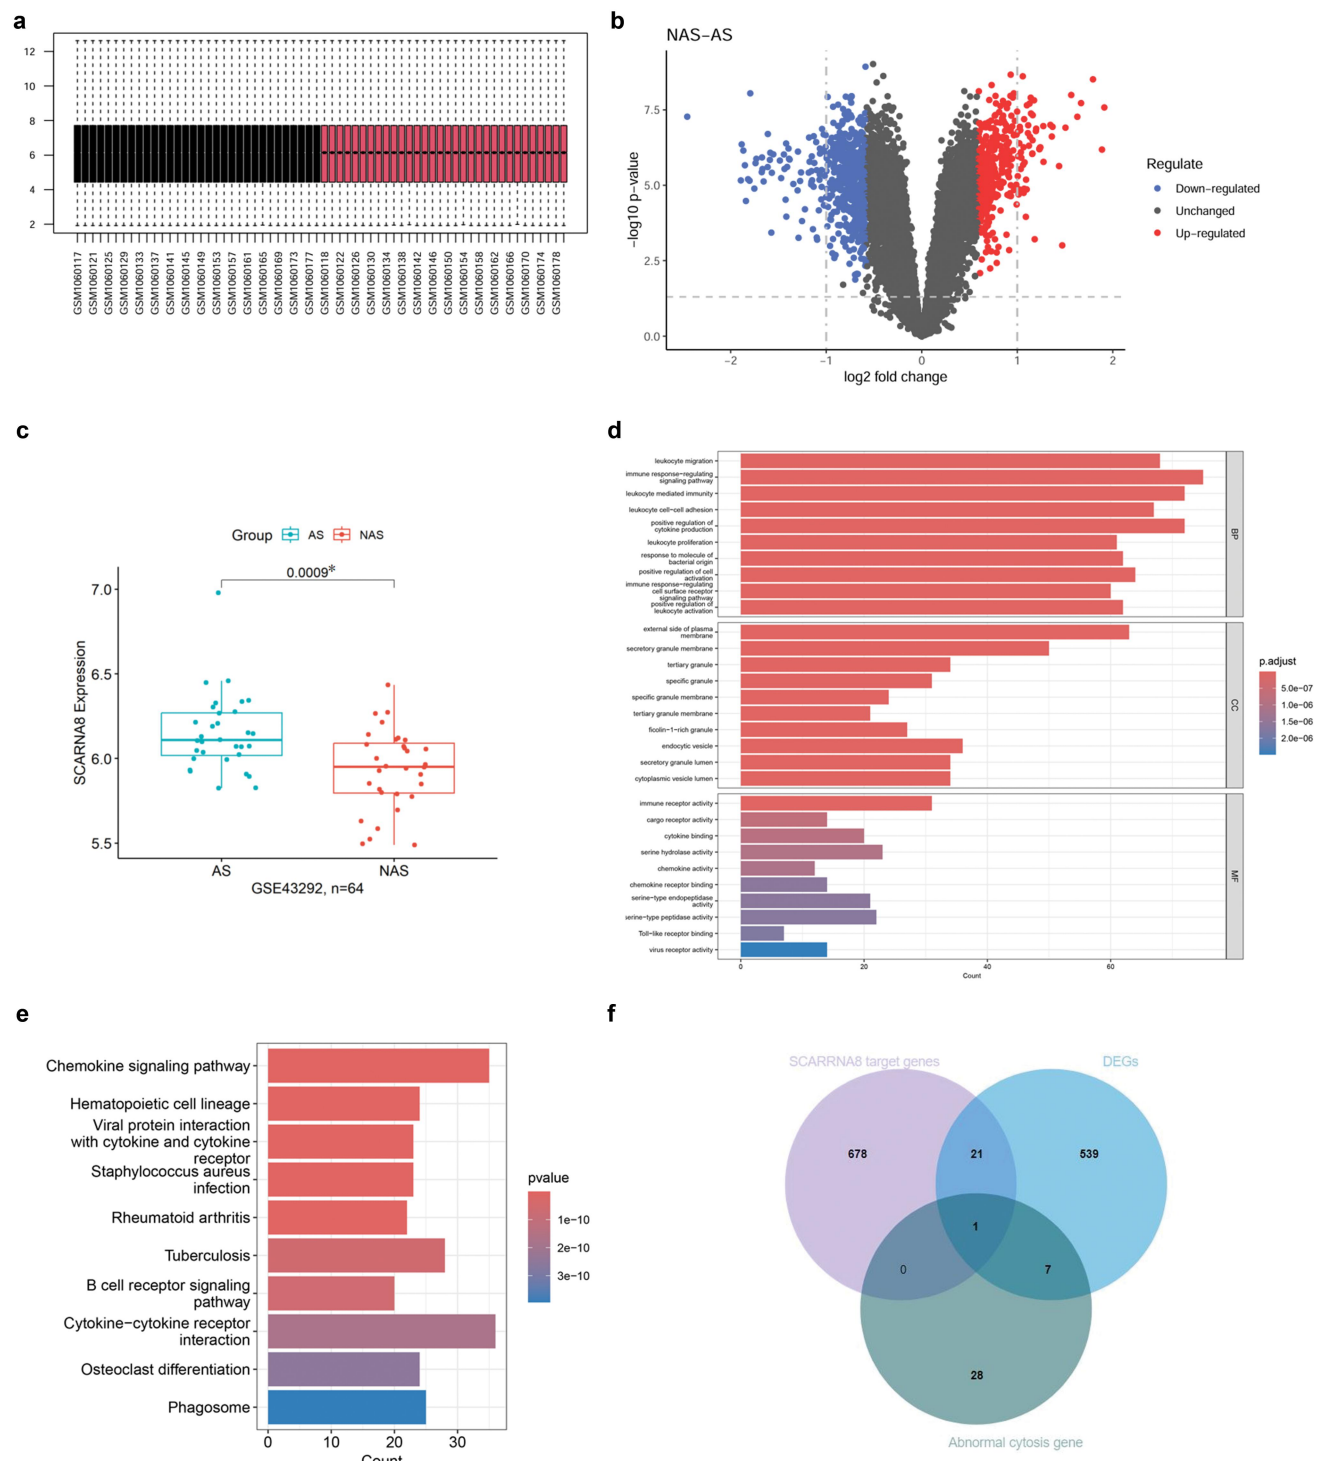 a
12
10
8
6
4
2
GSM1060117
GSM1060121
GSM1060125
GSM1060129
GSM1060133
GSM1060137
GSM1060141
GSM1060145
GSM1060149
GSM1060153
GSM1060157
GSM1060161
GSM1060165
GSM1060169
GSM1060173
GSM1060177
GSM1060118
GSM1060122
GSM1060126
GSM1060130
GSM1060134
GSM1060138
GSM1060142
GSM1060146
GSM1060150
GSM1060154
GSM1060158
GSM1060162
GSM1060166
GSM1060170
GSM1060174
GSM1060178
b
NAS−AS
−log10 p−value
7.5
5.0
2.5
0.0
−2
−1
0
1
2
log2 fold change
Regulate
Down−regulated
Unchanged
Up−regulated
c
Group AS NAS
0.0009*
SCARNA8 Expression
7.0
6.5
6.0
5.5
AS
NAS
GSE43292, n=64
d
leukocyte migration
immune response−regulating
signaling pathway
leukocyte mediated immunity
leukocyte cell−cell adhesion
positive regulation of
cytokine production
leukocyte proliferation
response to molecule of
bacterial origin
positive regulation of cell
activation
immune response−regulating
cell surface receptor
signaling pathway
positive regulation of
leukocyte activation
BP
external side of plasma
membrane
secretory granule membrane
tertiary granule
specific granule
specific granule membrane
tertiary granule membrane
ficolin−1−rich granule
endocytic vesicle
secretory granule lumen
cytoplasmic vesicle lumen
CC
immune receptor activity
cargo receptor activity
cytokine binding
serine hydrolase activity
chemokine activity
chemokine receptor binding
serine−type endopeptidase
activity
serine−type peptidase activity
Toll−like receptor binding
virus receptor activity
MF
0
20
40
60
Count
p.adjust
5.0e−07
1.0e−06
1.5e−06
2.0e−06
e
Chemokine signaling pathway
Hematopoietic cell lineage
Viral protein interaction
with cytokine and cytokine
receptor
Staphylococcus aureus
infection
Rheumatoid arthritis
Tuberculosis
B cell receptor signaling
pathway
Cytokine−cytokine receptor
interaction
Osteoclast differentiation
Phagosome
0
10
20
30
Count
pvalue
1e−10
2e−10
3e−10
f
SCARRNA8 target genes
DEGs
678
21
539
1
0
7
28
Abnormal cytosis gene